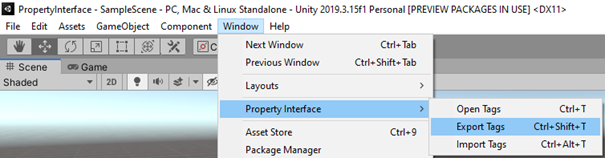 PropertyInterface - SampleScene - PC, Mac & Linux Standalone - Unity 2019.3.15f1 Personal [PREVIEW PACKAGES IN USE] <DX11>
File Edit Assets GameObject Component Window Help
Next Window Ctrl+Tab
Previous Window Ctrl+Shift+Tab
Scene Game
Shaded 2D
Layouts
Property Interface
Open Tags Ctrl+T
Export Tags Ctrl+Shift+T
Import Tags Ctrl+Alt+T
Asset Store Ctrl+9
Package Manager